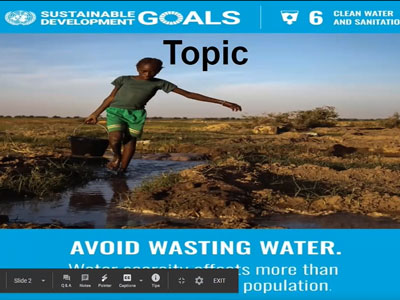 SUSTAINABLE
DEVELOPMENT
GOALS
6
CLEAN WATER
AND SANITATIO
Topic
AVOID WASTING WATER.
Water scarcity affects more than
population.
Slide 2
Q&A
Notes
Pointer
Captions
Tips
EXIT